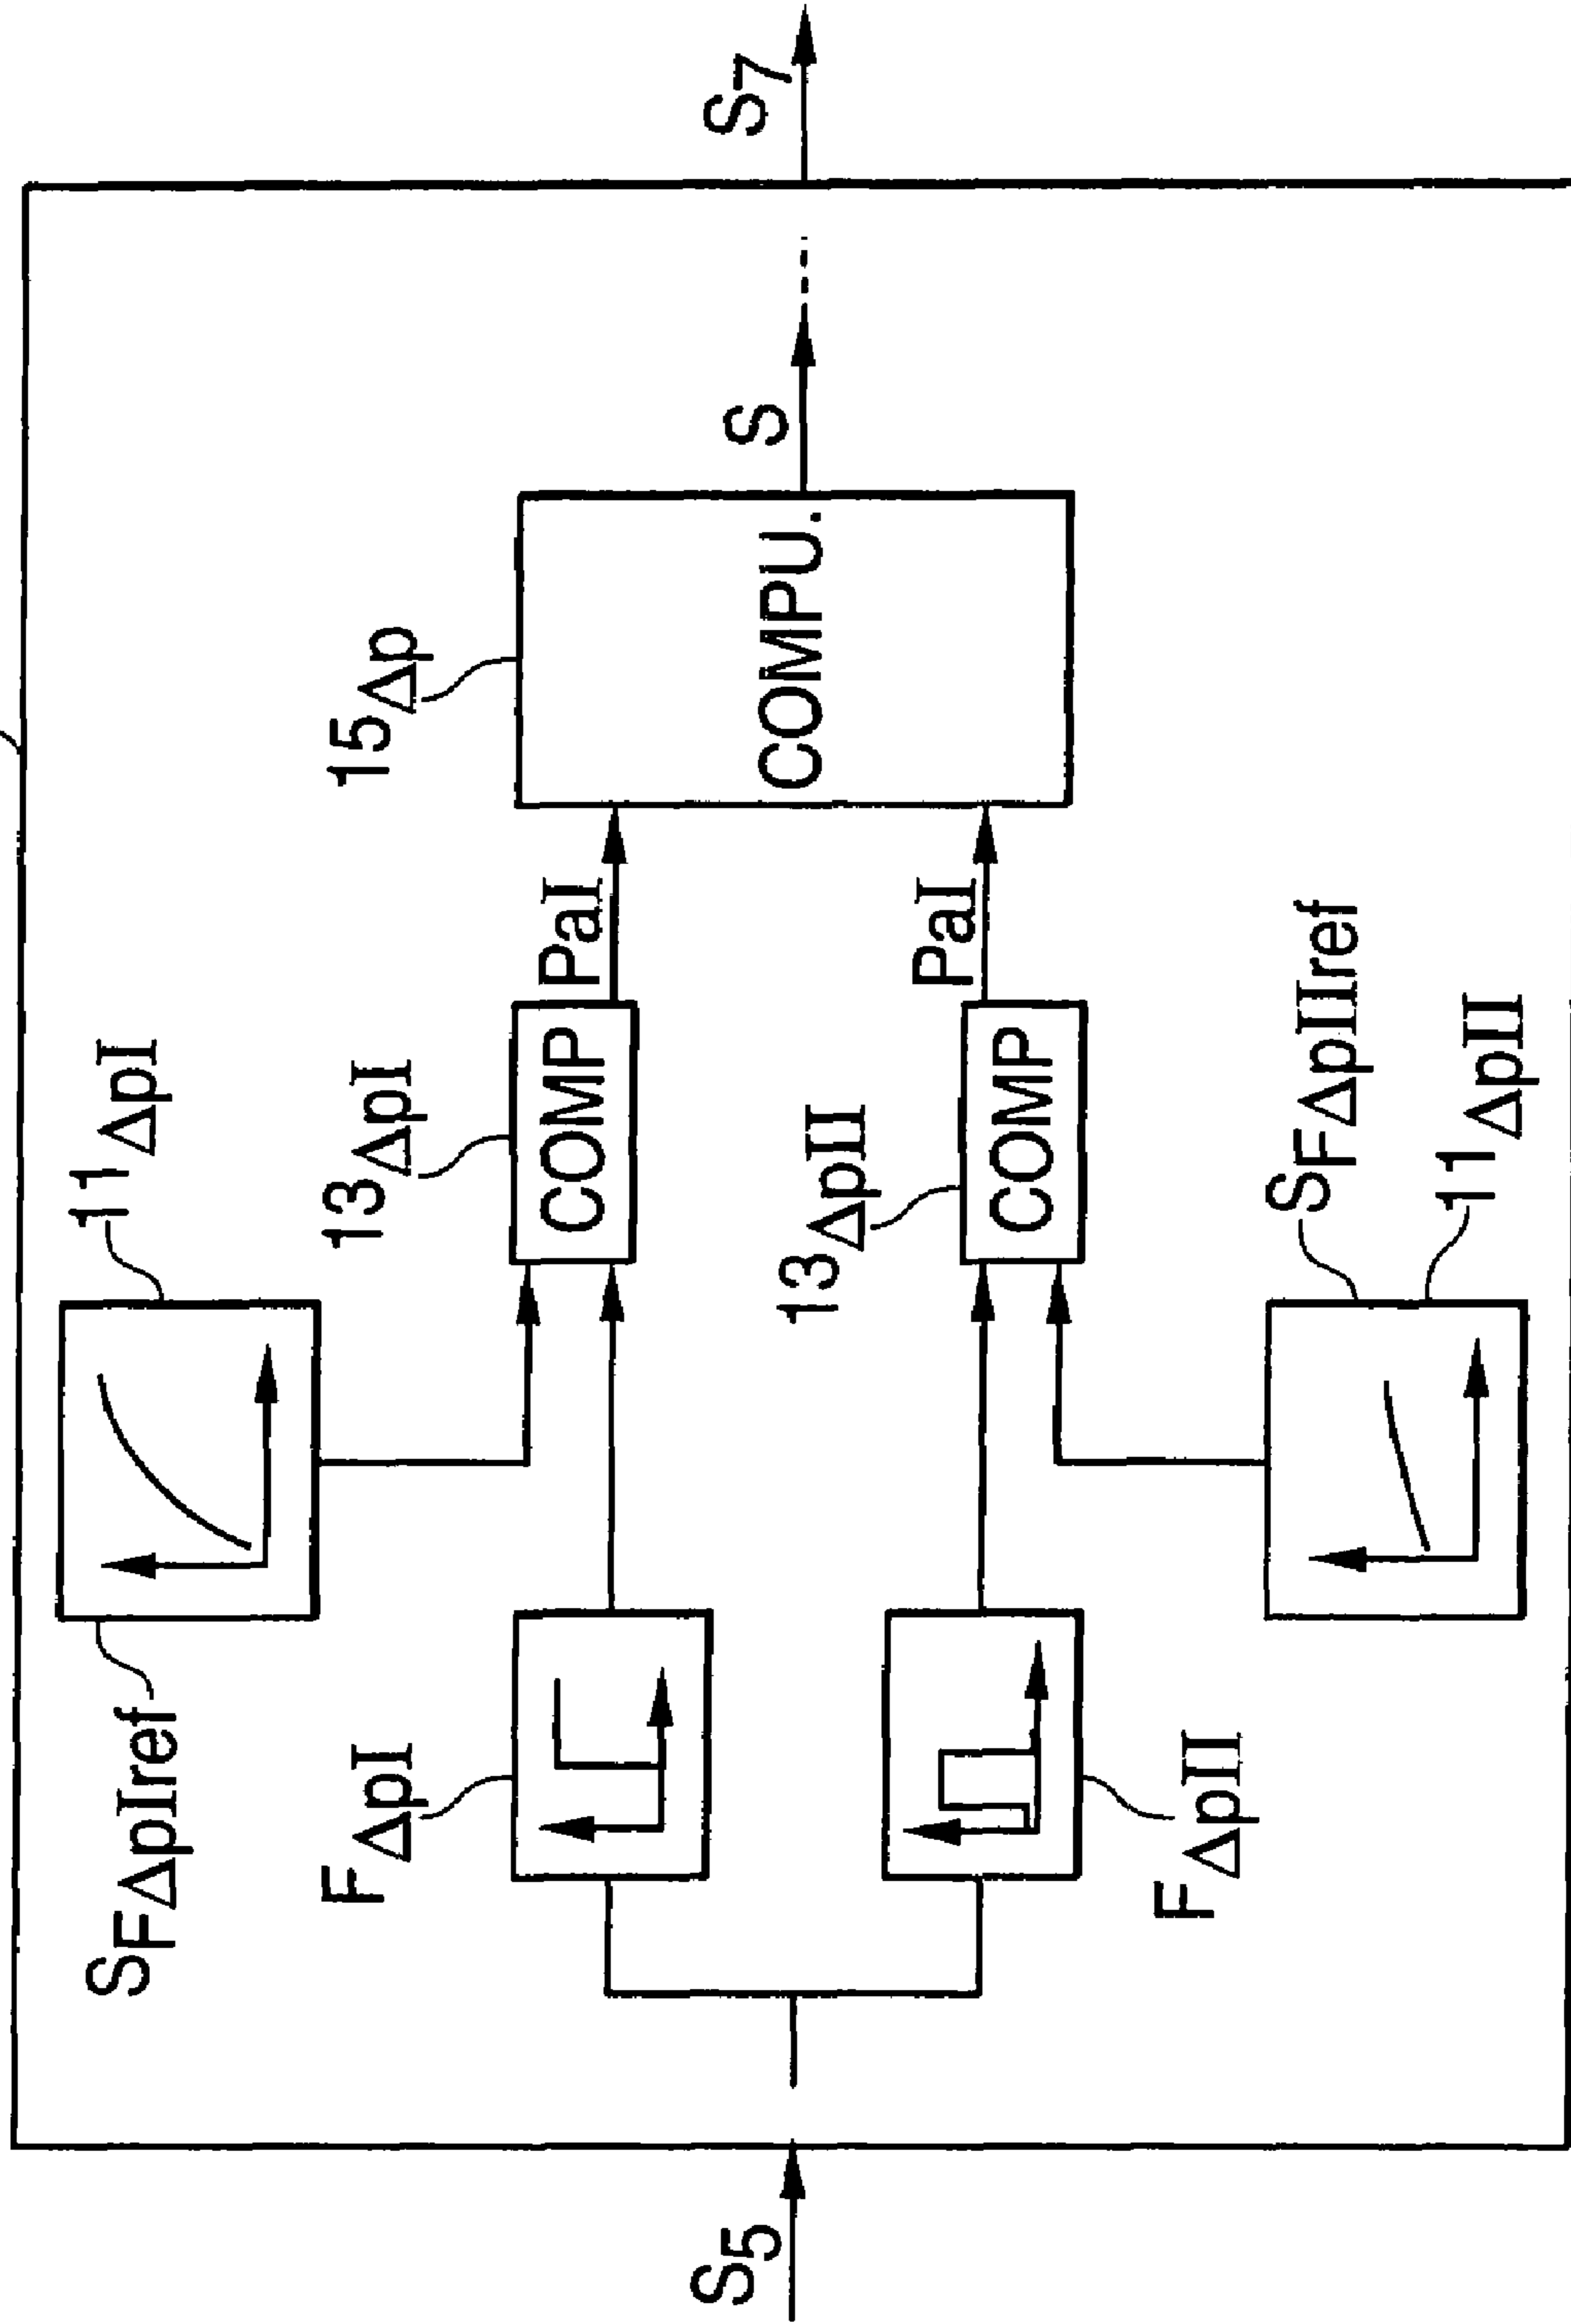 S5
SFΔpIref
11ΔpI
FΔpI
13ΔpI
COMP
PaI
15Δp
COMPU.
S
S7
FΔpII
13ΔpII
COMP
PaI
SFΔpIIref
11ΔpII